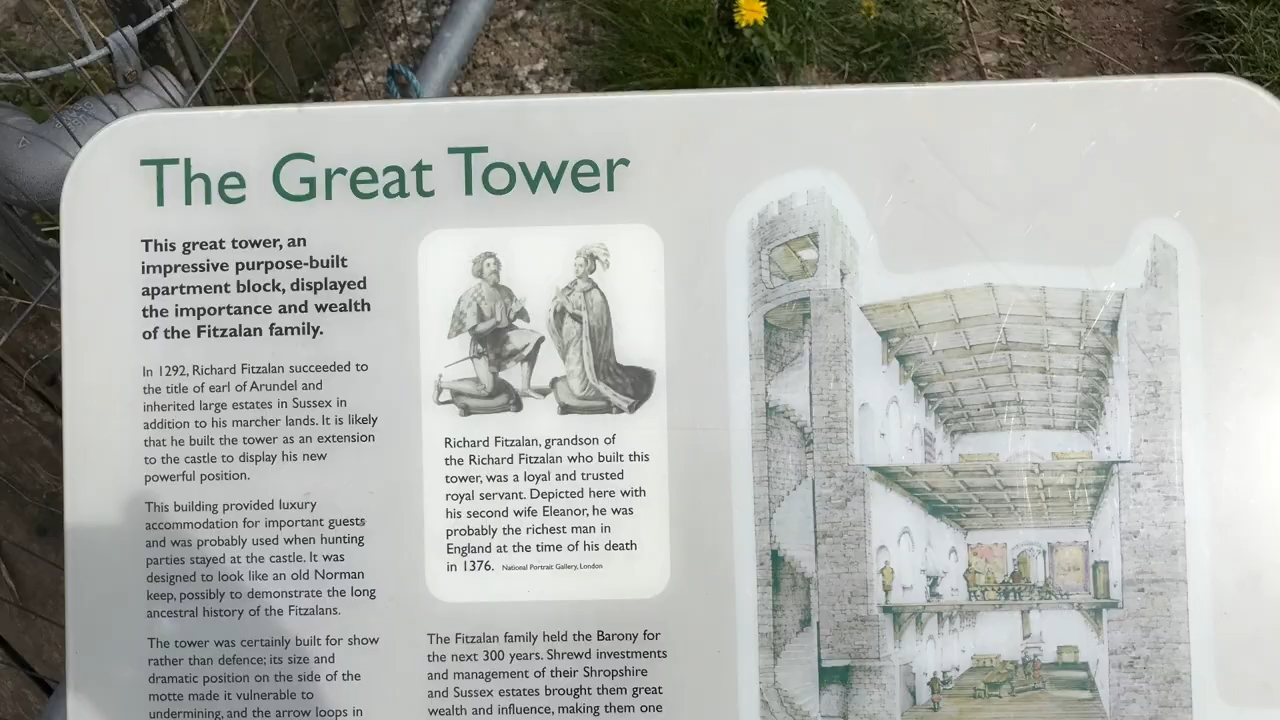 The Great Tower
This great tower, an
impressive purpose-built
apartment block, displayed
the importance and wealth
of the Fitzalan family.
In 1292, Richard Fitzalan succeeded to
the title of earl of Arundel and
inherited large estates in Sussex in
addition to his marcher lands. It is likely
that he built the tower as an extension
to the castle to display his new
powerful position.
This building provided luxury
accommodation for important guests
and was probably used when hunting
parties stayed at the castle. It was
designed to look like an old Norman
keep, possibly to demonstrate the long
ancestral history of the Fitzalans.
The tower was certainly built for show
rather than defence; its size and
dramatic position on the side of the
motte made it vulnerable to
undermining, and the arrow loops in
Richard Fitzalan, grandson of
the Richard Fitzalan who built this
tower, was a loyal and trusted
royal servant. Depicted here with
his second wife Eleanor, he was
probably the richest man in
England at the time of his death
in 1376. National Portrait Gallery, London
The Fitzalan family held the Barony for
the next 300 years. Shrewd investments
and management of their Shropshire
and Sussex estates brought them great
wealth and influence, making them one